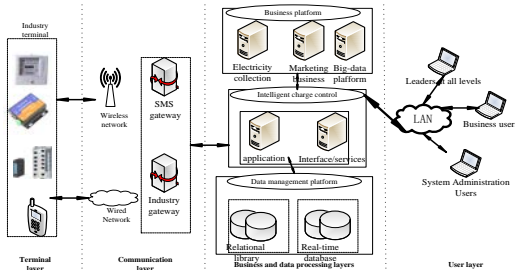 Industry
terminal
Wireless
network
Wired
Network
SMS
gateway
Industry
gateway
Business platform
Electricity
collection
Marketing
business
Big-data
platform
Intelligent charge control
application
Interface/services
Data management platform
Relational
library
Real-time
database
Leaders at all levels
LAN
Business user
System Administration
Users
Terminal
layer
Communication
layer
Business and data processing layers
User layer